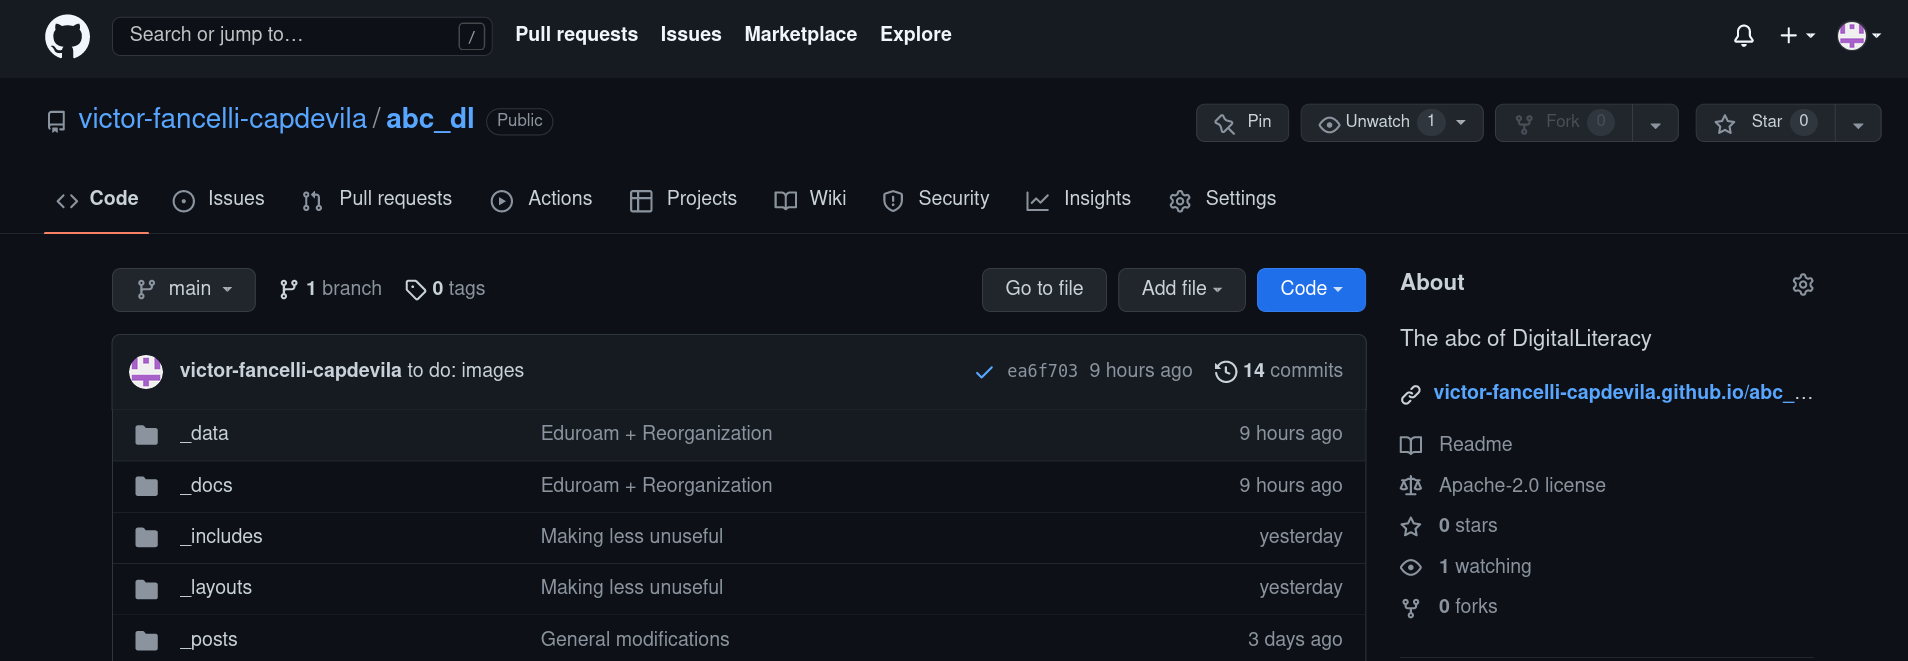 Search or jump to… / Pull requests Issues Marketplace Explore
victor-fancelli-capdevila / abc_dl Public Pin Unwatch 1 Fork 0 Star 0
Code Issues Pull requests Actions Projects Wiki Security Insights Settings
main 1 branch 0 tags Go to file Add file Code
victor-fancelli-capdevila to do: images ea6f703 9 hours ago 14 commits
_data Eduroam + Reorganization 9 hours ago
_docs Eduroam + Reorganization 9 hours ago
_includes Making less unuseful yesterday
_layouts Making less unuseful yesterday
_posts General modifications 3 days ago
About
The abc of DigitalLiteracy
victor-fancelli-capdevila.github.io/abc_…
Readme
Apache-2.0 license
0 stars
1 watching
0 forks